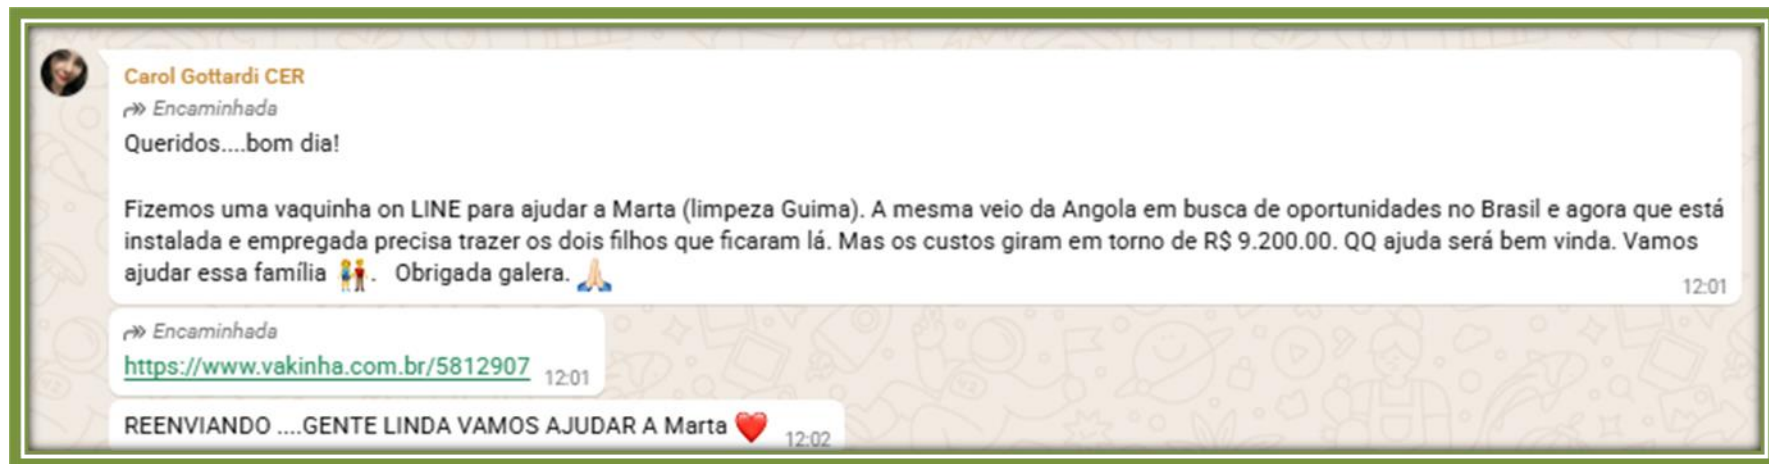 Carol Gottardi CER
Encaminhada
Queridos....bom dia!
Fizemos uma vaquinha on LINE para ajudar a Marta (limpeza Guima). A mesma veio da Angola em busca de oportunidades no Brasil e agora que está
instalada e empregada precisa trazer os dois filhos que ficaram lá. Mas os custos giram em torno de R$ 9.200.00. QQ ajuda será bem vinda. Vamos
ajudar essa família 👫. Obrigada galera. 🙏🏻
12:01
Encaminhada
https://www.vakinha.com.br/5812907 12:01
REENVIANDO ....GENTE LINDA VAMOS AJUDAR A Marta ❤️ 12:02